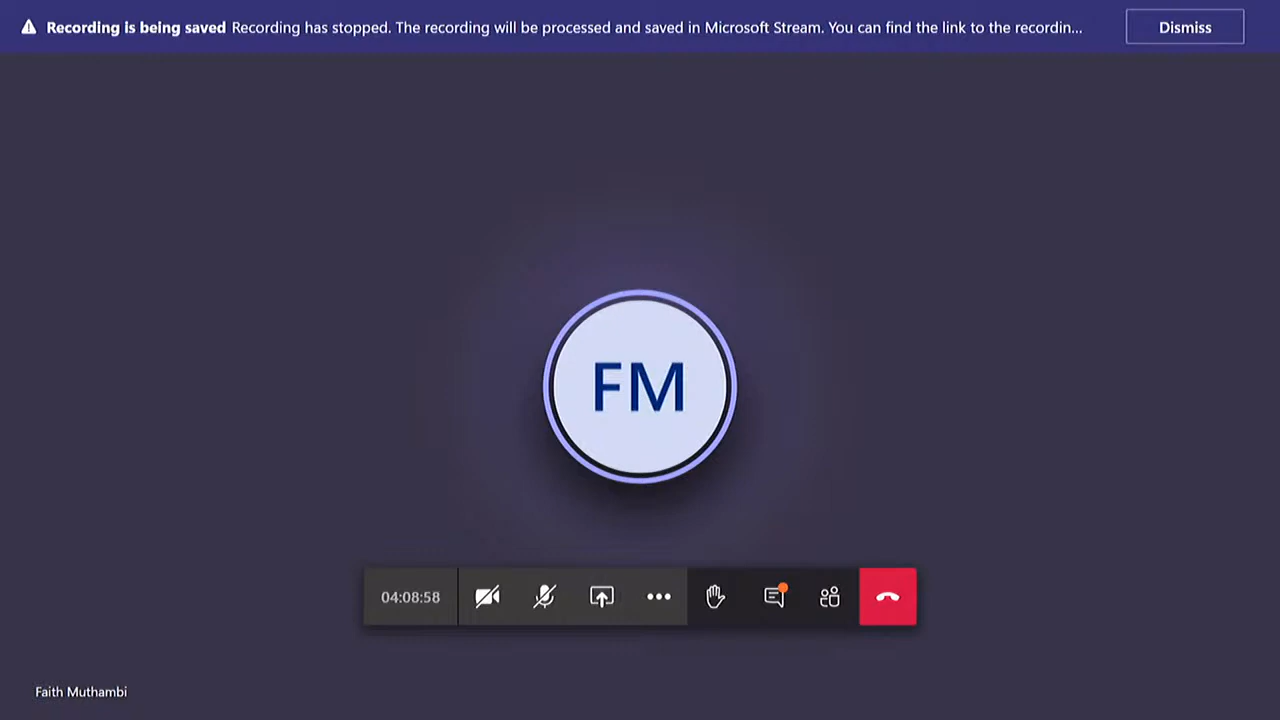 Recording is being saved Recording has stopped. The recording will be processed and saved in Microsoft Stream. You can find the link to the recordin... Dismiss
FM
04:08:58
Faith Muthambi